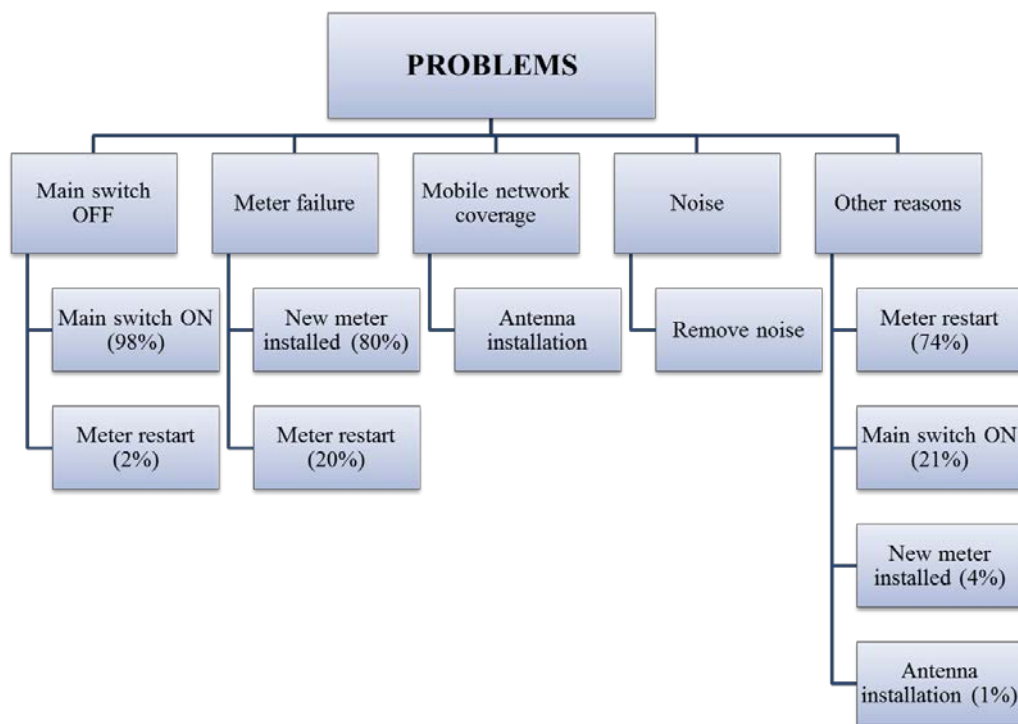 PROBLEMS
Main switch
OFF
Meter failure
Mobile network
coverage
Noise
Other reasons
Main switch ON
(98%)
New meter
installed (80%)
Antenna
installation
Remove noise
Meter restart
(74%)
Meter restart
(2%)
Meter restart
(20%)
Main switch ON
(21%)
New meter
installed (4%)
Antenna
installation (1%)